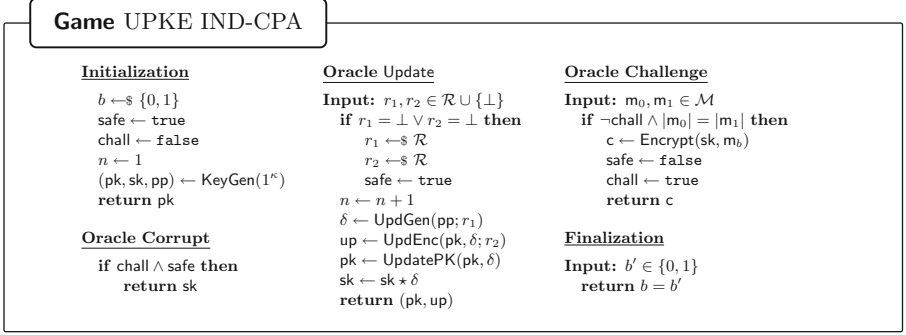 Game UPKE IND-CPA
Initialization
b ←$ {0, 1}
safe ← true
chall ← false
n ← 1
(pk, sk, pp) ← KeyGen(1^κ)
return pk
Oracle Corrupt
if chall ∧ safe then
return sk
Oracle Update
Input: r₁, r₂ ∈ R ∪ {⊥}
if r₁ = ⊥ ∨ r₂ = ⊥ then
r₁ ←$ R
r₂ ←$ R
safe ← true
n ← n + 1
δ ← UpdGen(pp; r₁)
up ← UpdEnc(pk, δ; r₂)
pk ← UpdatePK(pk, δ)
sk ← sk ⋆ δ
return (pk, up)
Oracle Challenge
Input: m₀, m₁ ∈ M
if ¬chall ∧ |m₀| = |m₁| then
c ← Encrypt(sk, m_b)
safe ← false
chall ← true
return c
Finalization
Input: b′ ∈ {0, 1}
return b = b′